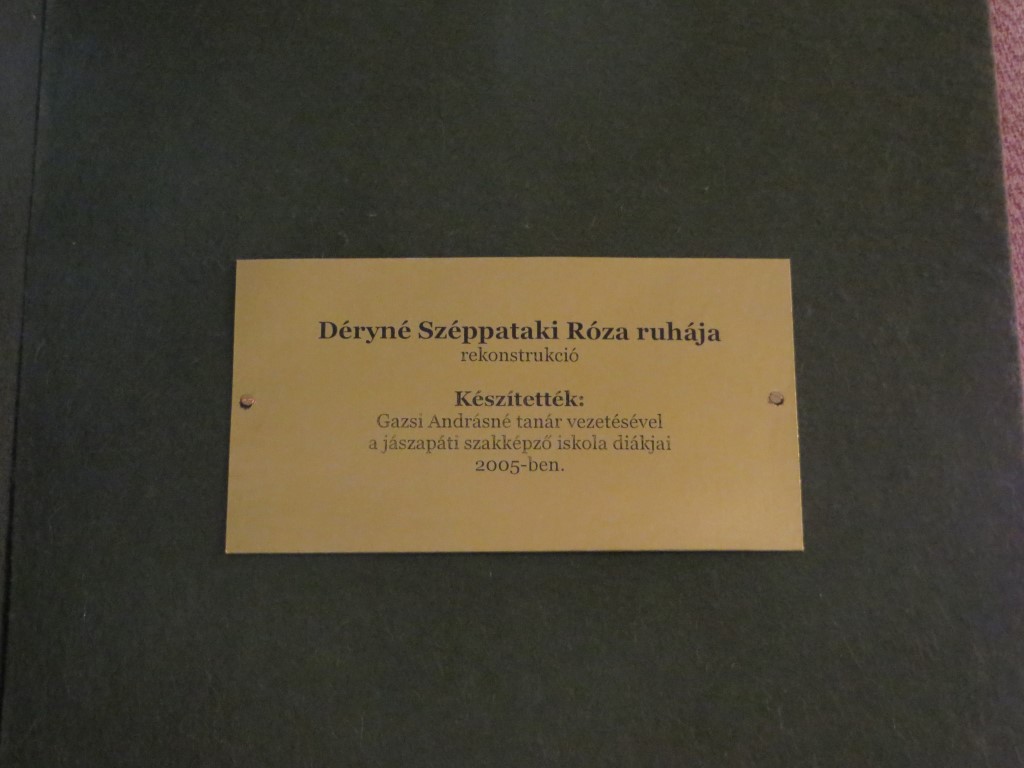 Déryné Széppataki Róza ruhája
rekonstrukció
Készítették:
Gazsi Andrásné tanár vezetésével
a jászapáti szakképző iskola diákjai
2005-ben.